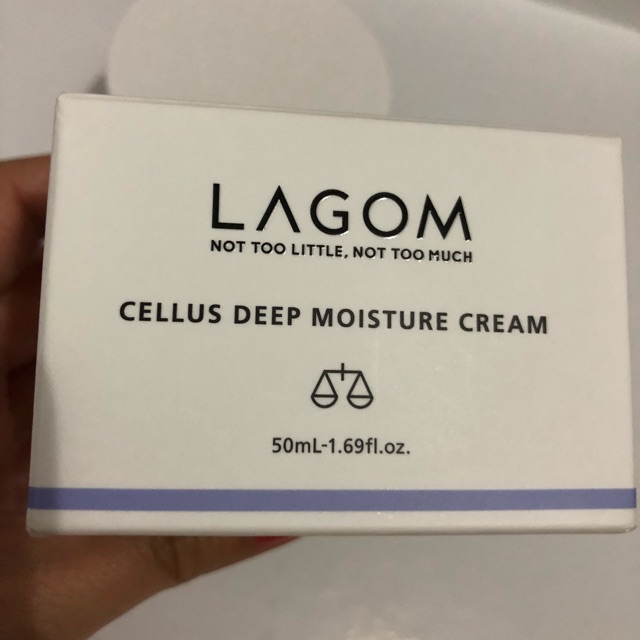 LAGOM
NOT TOO LITTLE, NOT TOO MUCH
CELLUS DEEP MOISTURE CREAM
50mL-1.69fl.oz.